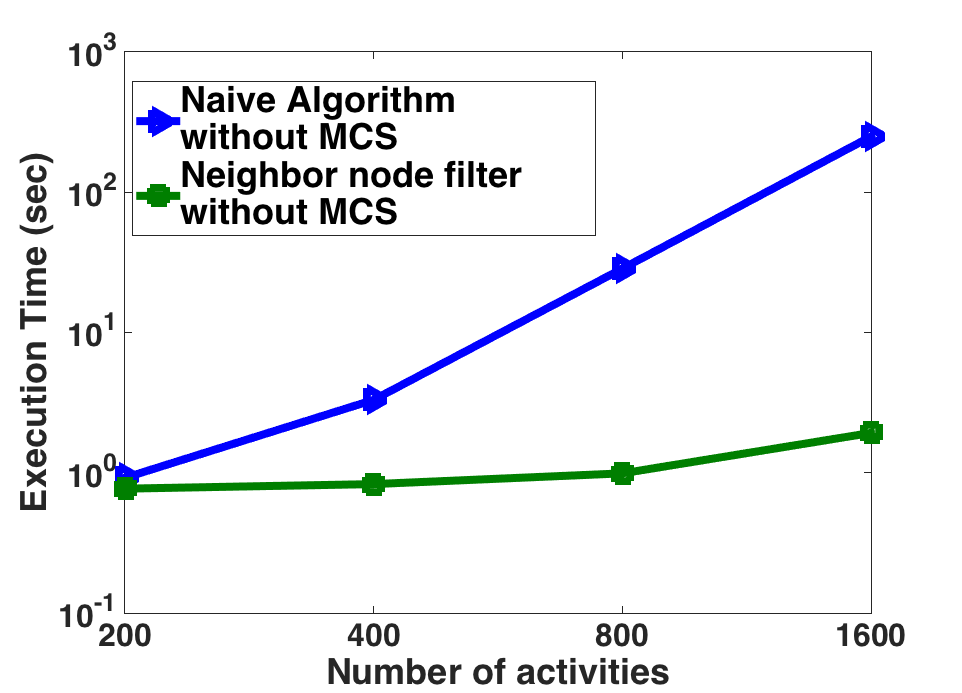 10^3
Naive Algorithm
without MCS
10^2
Neighbor node filter
without MCS
10^1
10^0
10^-1
Execution Time (sec)
200 400 800 1600
Number of activities